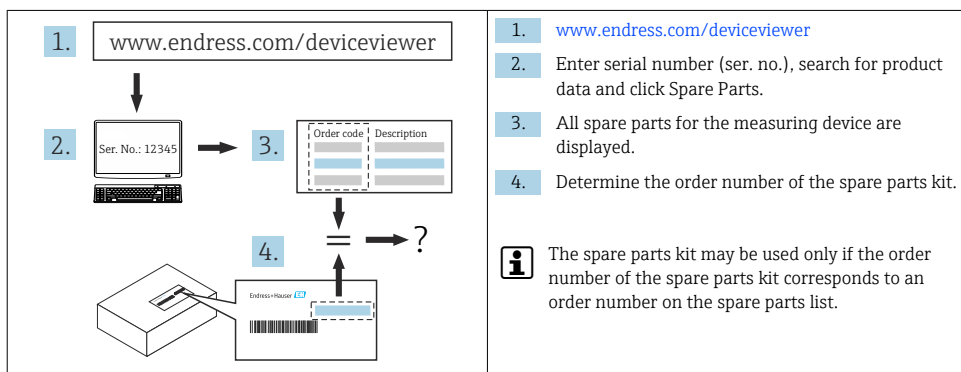 1.
www.endress.com/deviceviewer
2.
Ser. No.: 12345
3.
Order code
Description
4.
?
Endress+Hauser EH
1. www.endress.com/deviceviewer
2. Enter serial number (ser. no.), search for product
data and click Spare Parts.
3. All spare parts for the measuring device are
displayed.
4. Determine the order number of the spare parts kit.
i The spare parts kit may be used only if the order
number of the spare parts kit corresponds to an
order number on the spare parts list.